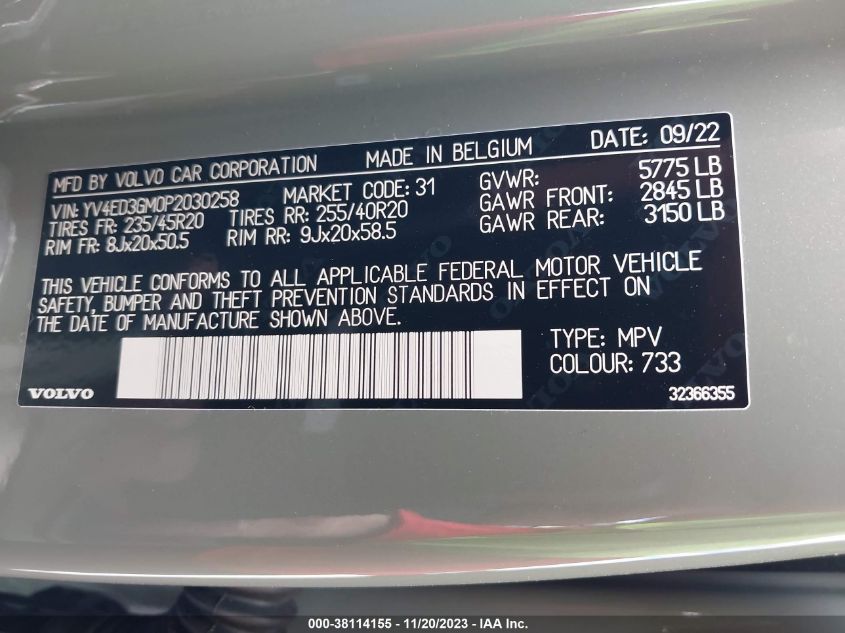 MFD BY VOLVO CAR CORPORATION MADE IN BELGIUM DATE: 09/22
VIN: YV4ED3GM0P2030258 MARKET CODE: 31 GVWR: 5775 LB
TIRES FR: 235/45R20 TIRES RR: 255/40R20 GAWR FRONT: 2845 LB
RIM FR: 8Jx20x50.5 RIM RR: 9Jx20x58.5 GAWR REAR: 3150 LB
THIS VEHICLE CONFORMS TO ALL APPLICABLE FEDERAL MOTOR VEHICLE
SAFETY, BUMPER AND THEFT PREVENTION STANDARDS IN EFFECT ON
THE DATE OF MANUFACTURE SHOWN ABOVE.
TYPE: MPV
COLOUR: 733
VOLVO
32366355
000-38114155 - 11/20/2023 - IAA Inc.